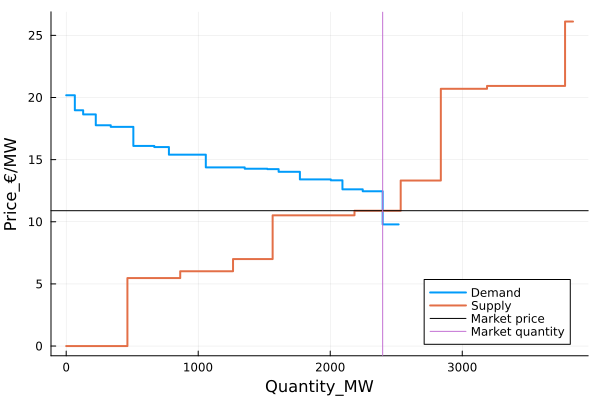 Price_€/MW
25
20
15
10
5
0
0 1000 2000 3000
Quantity_MW
Demand
Supply
Market price
Market quantity